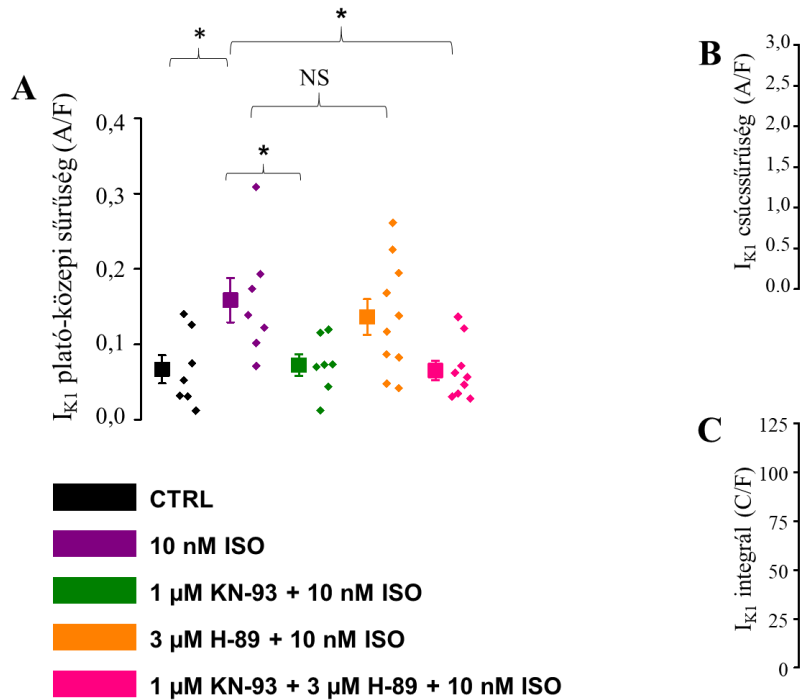 *
*
NS
*
A
I_K1 plató-közepi sűrűség (A/F)
0,4
0,3
0,2
0,1
0,0
CTRL
10 nM ISO
1 µM KN-93 + 10 nM ISO
3 µM H-89 + 10 nM ISO
1 µM KN-93 + 3 µM H-89 + 10 nM ISO
B
I_K1 csúcssűrűség (A/F)
3,0
2,5
2,0
1,5
1,0
0.5
0.0
C
I_K1 integrál (C/F)
125
100
75
50
25
0